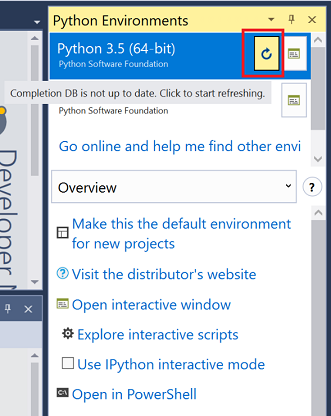 Python Environments
Python 3.5 (64-bit)
Python Software Foundation
Completion DB is not up to date. Click to start refreshing.
Python Software Foundation
Go online and help me find other envi
Overview
?
Make this the default environment
for new projects
? Visit the distributor's website
Open interactive window
Explore interactive scripts
Use IPython interactive mode
Open in PowerShell
Developer